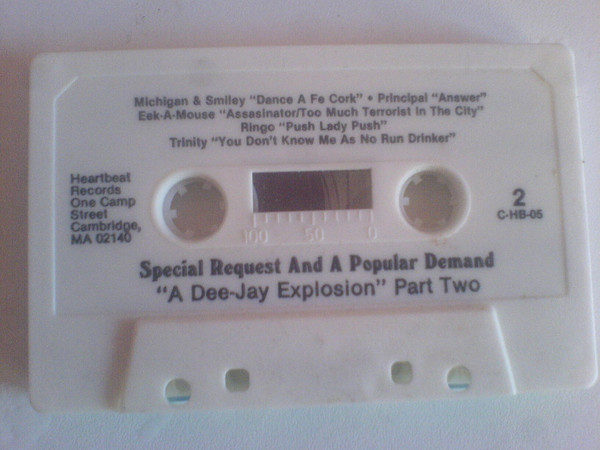 Michigan & Smiley "Dance A Fe Cork" • Principal "Answer"
Eek-A-Mouse "Assasinator/Too Much Terrorist In The City"
Ringo "Push Lady Push"
Trinity "You Don't Know Me As No Run Drinker"
Heartbeat
Records
One Camp
Street
Cambridge,
MA 02140
100 50 0
2
C-HB-05
Special Request And A Popular Demand
"A Dee-Jay Explosion" Part Two